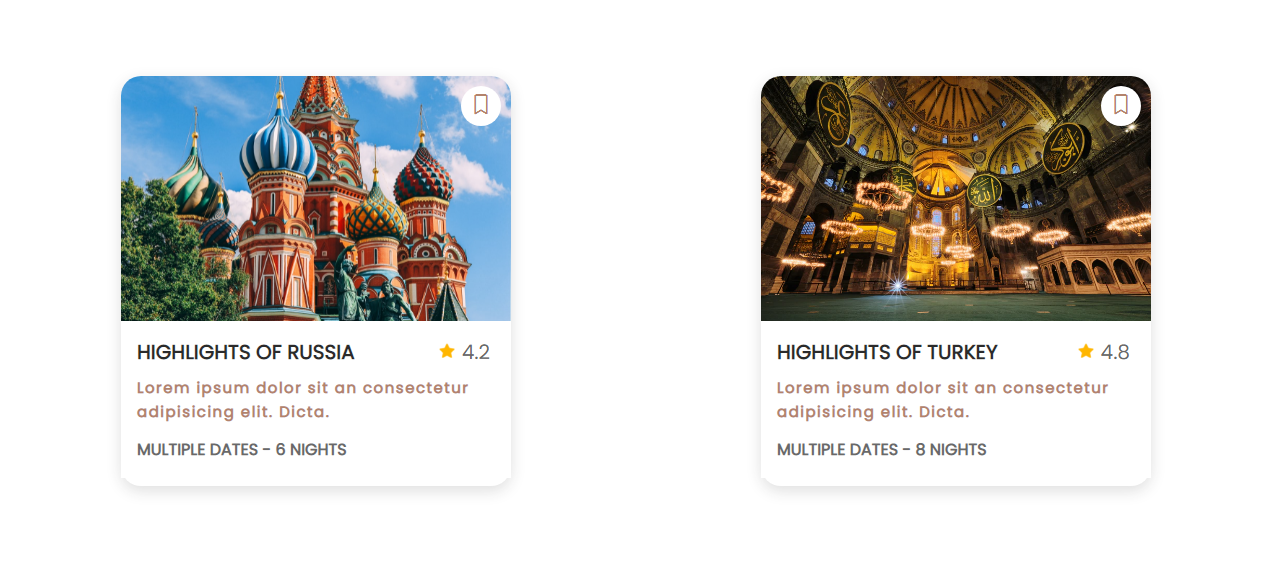 HIGHLIGHTS OF RUSSIA 4.2
Lorem ipsum dolor sit an consectetur
adipisicing elit. Dicta.
MULTIPLE DATES - 6 NIGHTS
HIGHLIGHTS OF TURKEY 4.8
Lorem ipsum dolor sit an consectetur
adipisicing elit. Dicta.
MULTIPLE DATES - 8 NIGHTS